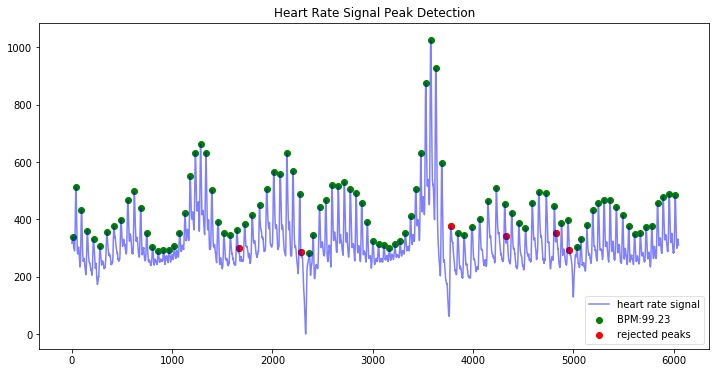 Heart Rate Signal Peak Detection
1000
800
600
400
200
0
0 1000 2000 3000 4000 5000 6000
heart rate signal
BPM:99.23
rejected peaks